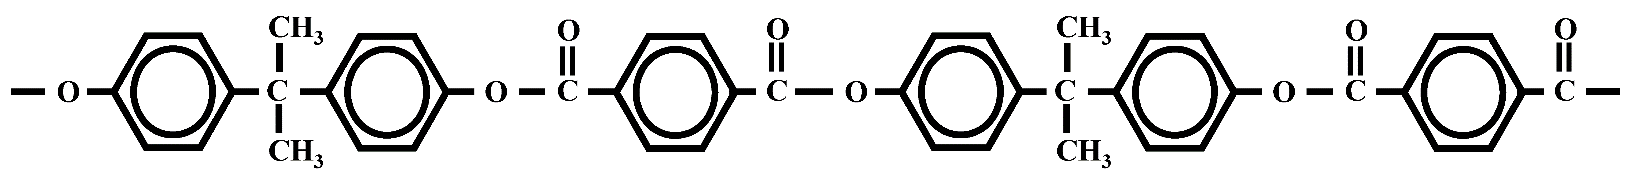 CH₃ O O CH₃ O O
O C O C C O C O C C
CH₃ CH₃